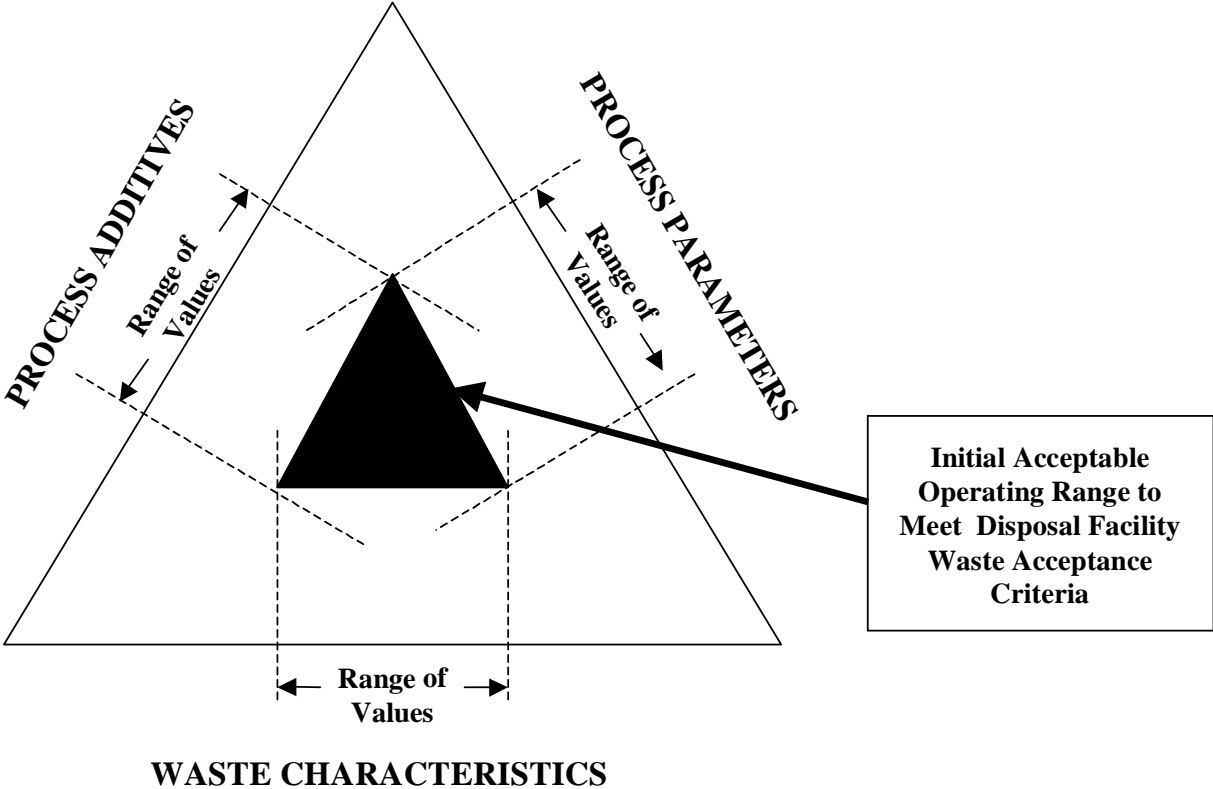 PROCESS ADDITIVES
Range of
Values
PROCESS PARAMETERS
Range of
Values
Initial Acceptable
Operating Range to
Meet Disposal Facility
Waste Acceptance
Criteria
Range of
Values
WASTE CHARACTERISTICS